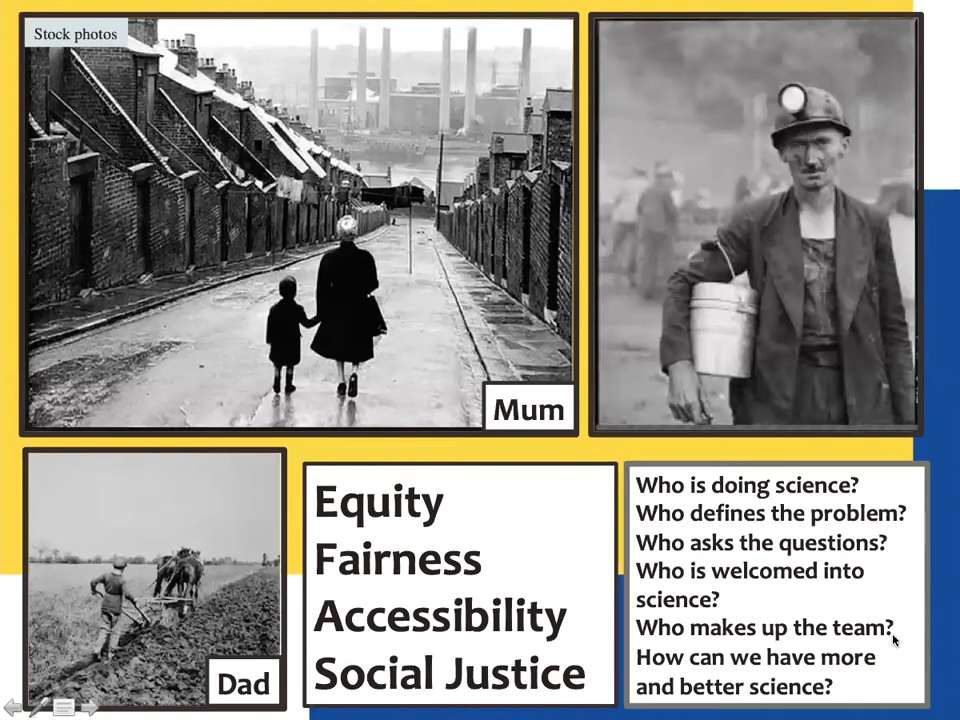 Stock photos
Mum
Dad
Equity
Fairness
Accessibility
Social Justice
Who is doing science?
Who defines the problem?
Who asks the questions?
Who is welcomed into
science?
Who makes up the team?
How can we have more
and better science?